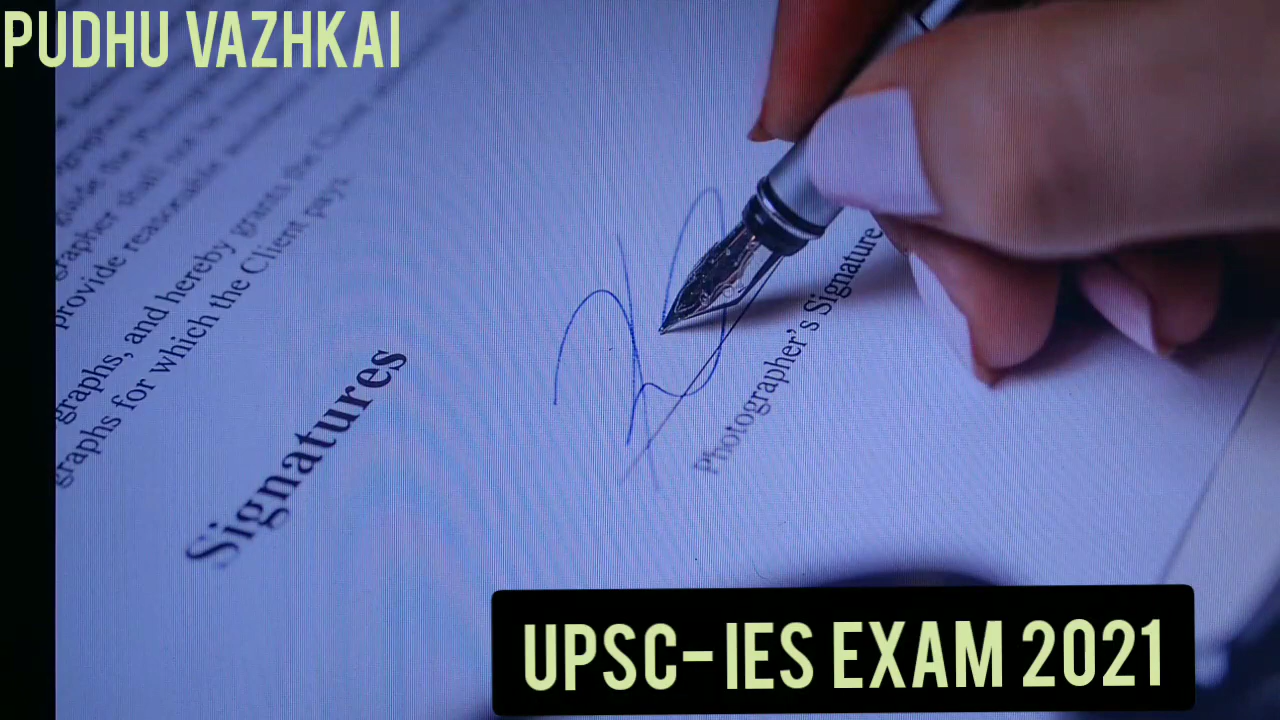 PUDHU VAZHKAI
provide reasonable
graphs, and hereby grants the Client
graphs for which the Client pays
Signatures
Photographer's Signature
UPSC-IES EXAM 2021